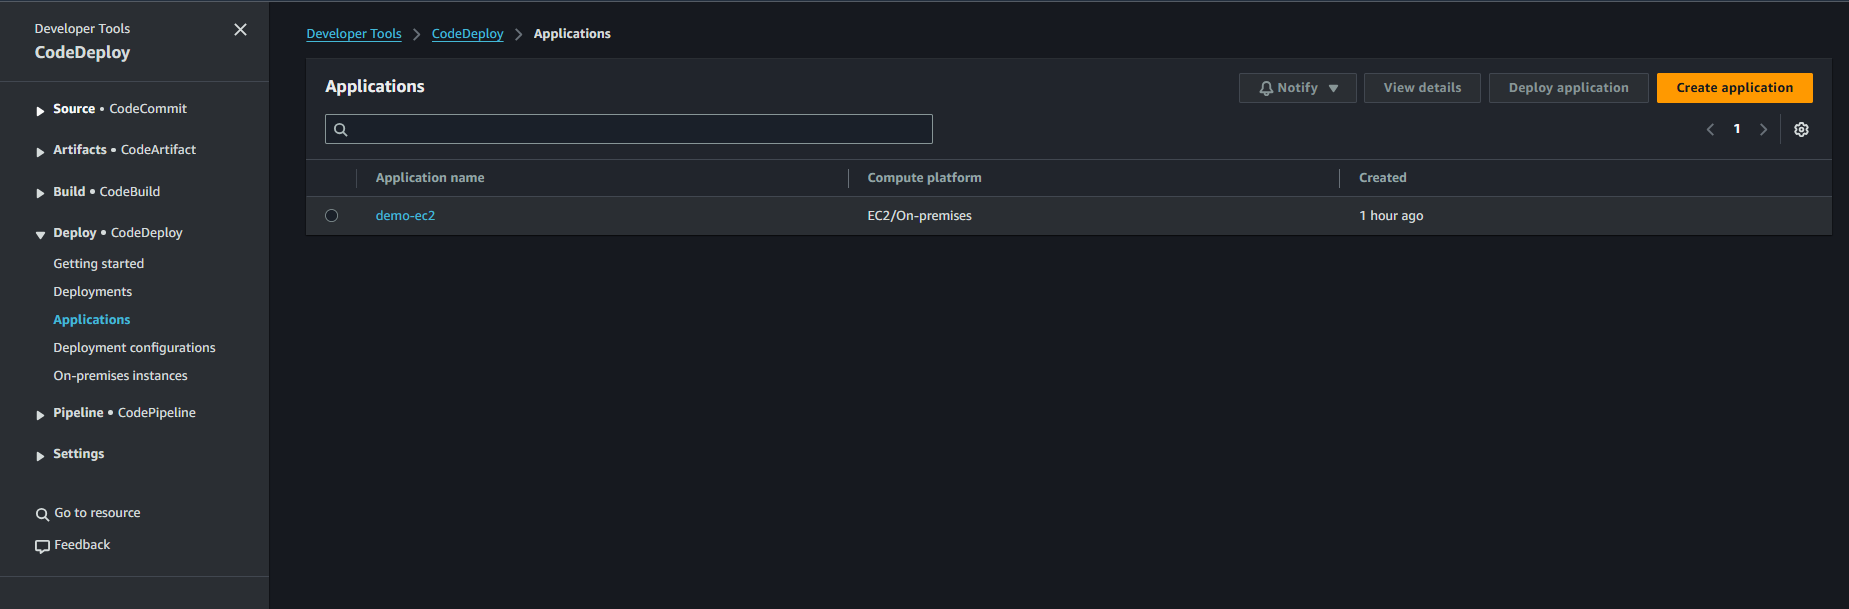 Developer Tools
CodeDeploy
Source • CodeCommit
Artifacts • CodeArtifact
Build • CodeBuild
Deploy • CodeDeploy
Getting started
Deployments
Applications
Deployment configurations
On-premises instances
Pipeline • CodePipeline
Settings
Go to resource
Feedback
Developer Tools > CodeDeploy > Applications
Applications
Notify View details Deploy application Create application
1
Application name Compute platform Created
demo-ec2 EC2/On-premises 1 hour ago